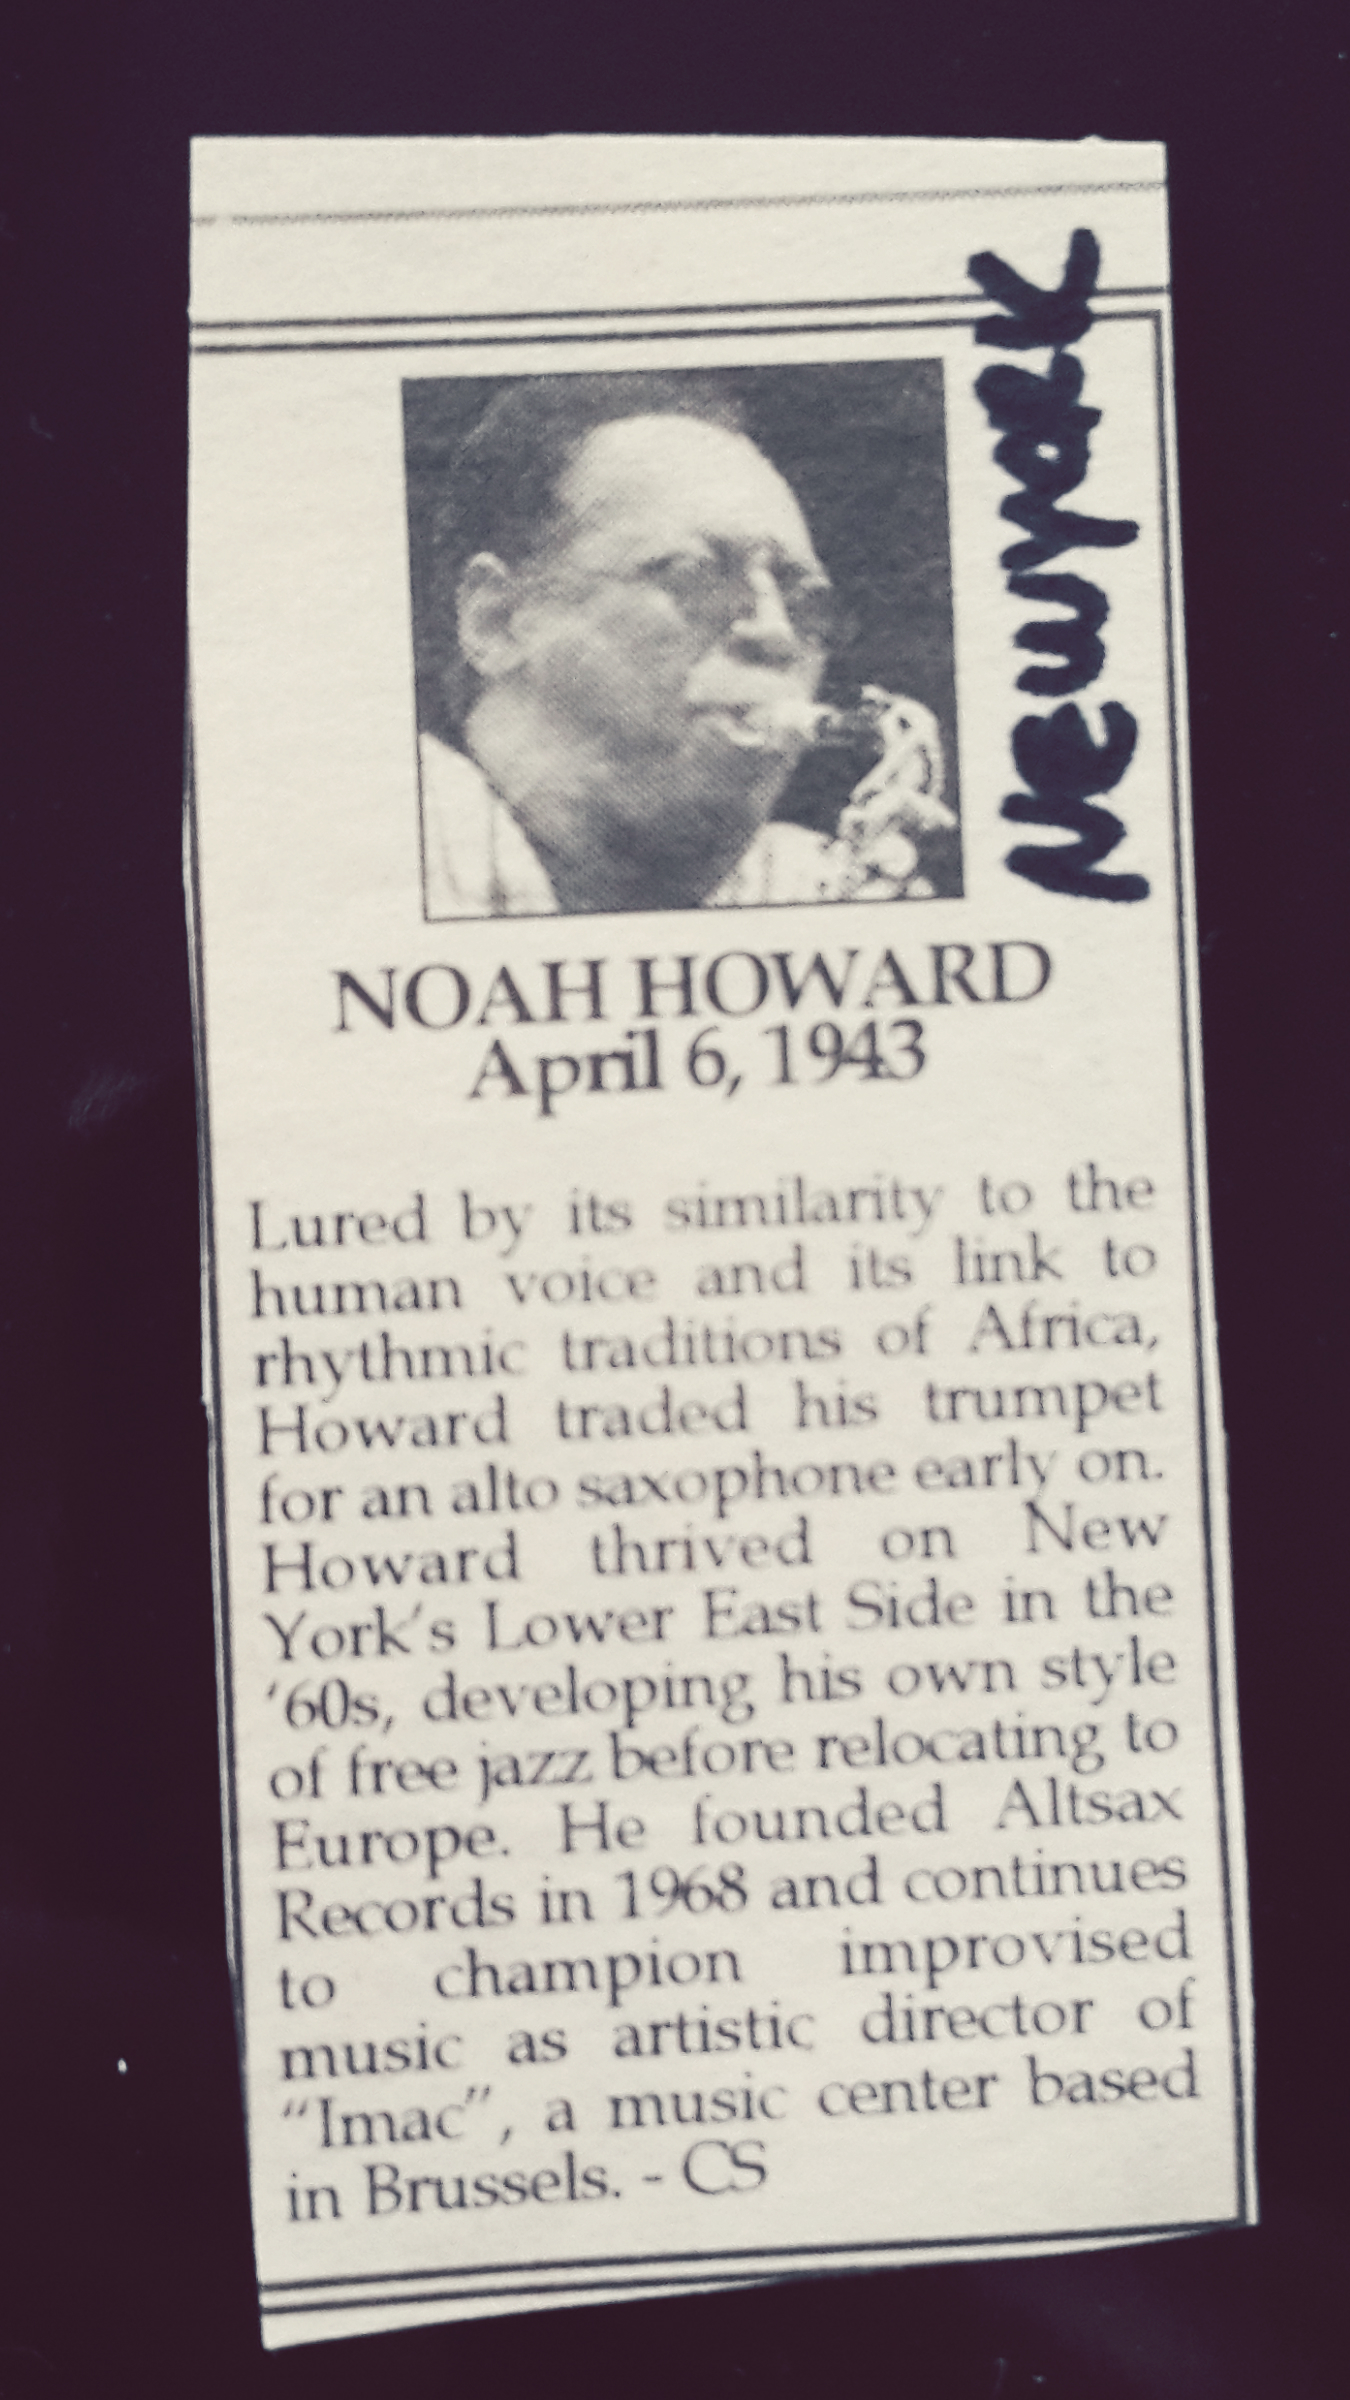 New York
NOAH HOWARD
April 6, 1943
Lured by its similarity to the
human voice and its link to
rhythmic traditions of Africa,
Howard traded his trumpet
for an alto saxophone early on.
Howard thrived on New
York's Lower East Side in the
'60s, developing his own style
of free jazz before relocating to
Europe. He founded Altsax
Records in 1968 and continues
to champion improvised
music as artistic director of
"Imac", a music center based
in Brussels. - CS